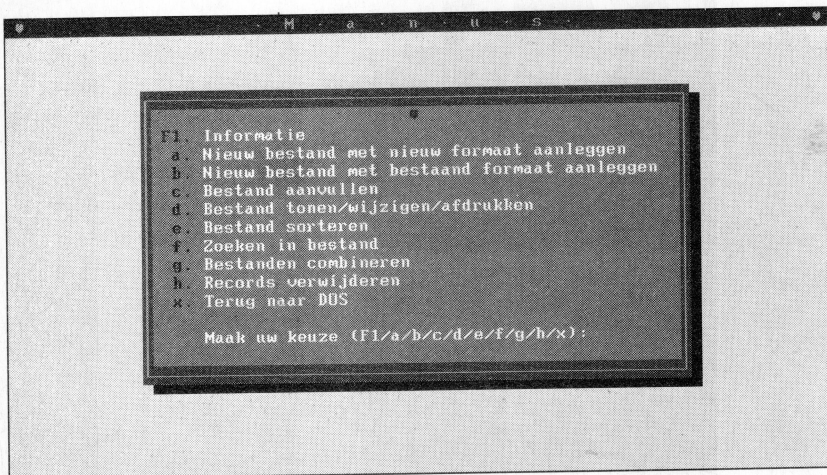 M a n u s
F1. Informatie
a. Nieuw bestand met nieuw formaat aanleggen
b. Nieuw bestand met bestaand formaat aanleggen
c. Bestand aanvullen
d. Bestand tonen/wijzigen/afdrukken
e. Bestand sorteren
f. Zoeken in bestand
g. Bestanden combineren
h. Records verwijderen
x. Terug naar DOS
Maak uw keuze (F1/a/b/c/d/e/f/g/h/x):